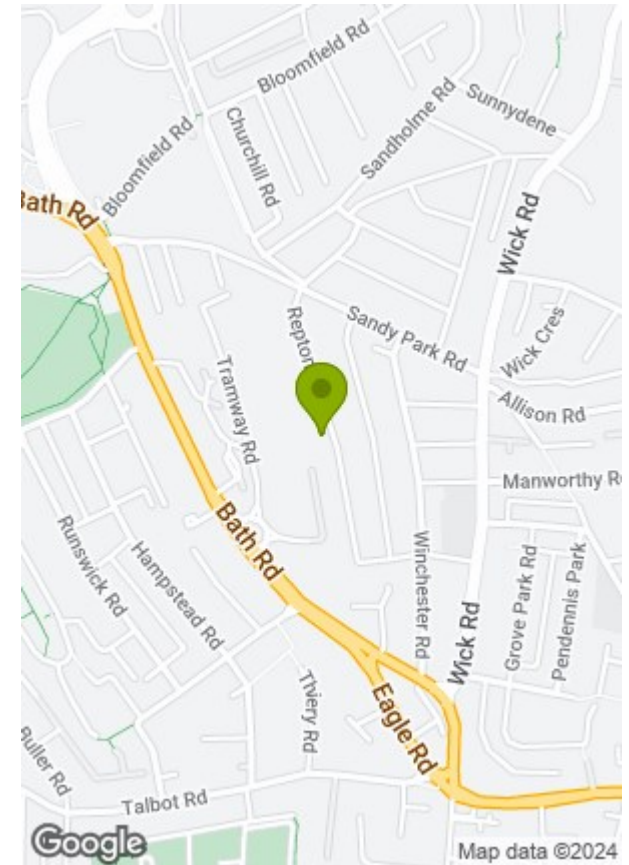 Bloomfield Rd
Sunnydene
Churchill Rd
Sandholme Rd
Bloomfield Rd
Bath Rd
Wick Rd
Repton
Sandy Park Rd
Wick Cres
Tramway Rd
Allison Rd
Manworthy R
Bath Rd
Runswick Rd
Hampstead Rd
Winchester Rd
Grove Park Rd
Pendennis Park
Wick Rd
Thiery Rd
Eagle Rd
Buller Rd
Talbot Rd
Google
Map data ©2024